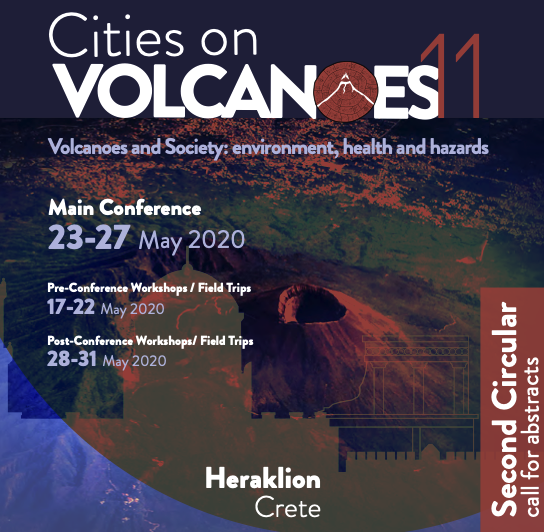 Cities on
VOLCANOES 11
Volcanoes and Society: environment, health and hazards
Main Conference
23-27 May 2020
Pre-Conference Workshops / Field Trips
17-22 May 2020
Post-Conference Workshops/ Field Trips
28-31 May 2020
Heraklion
Crete
Second Circular
call for abstracts